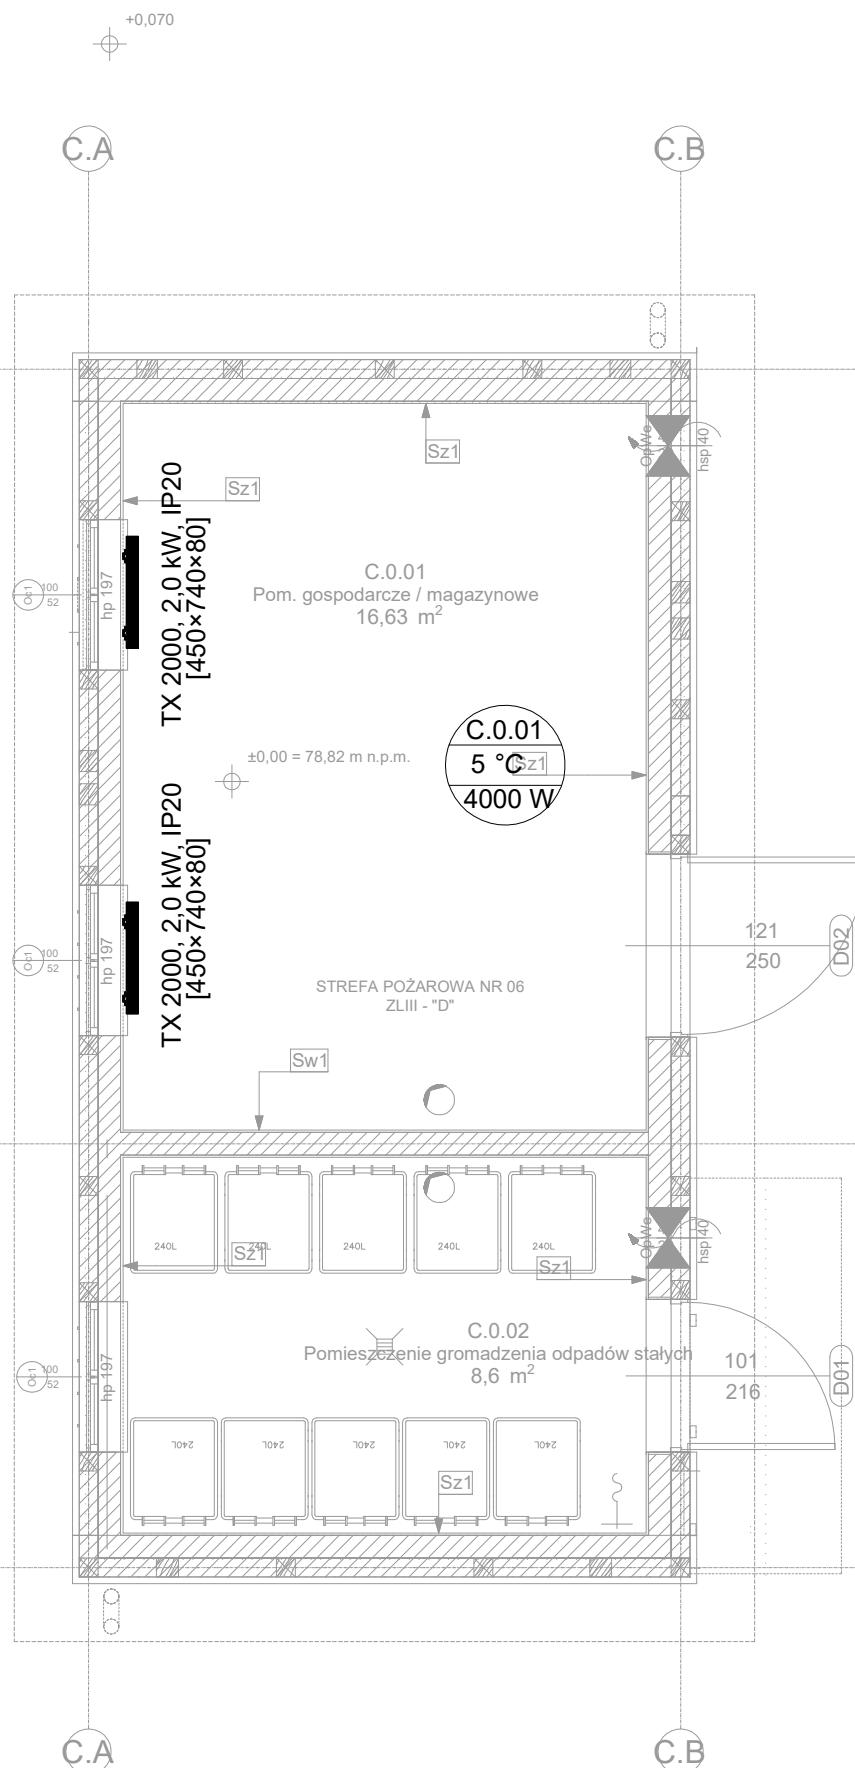 +0,070
C.A
C.B
Sz1
Sz1
TX 2000, 2,0 kW, IP20
[450×740×80]
hp 197
Oc1
100
52
OpWe
hsp 40
C.0.01
Pom. gospodarcze / magazynowe
16,63 m²
C.0.01
5 °C
4000 W
Sz1
±0,00 = 78,82 m n.p.m.
TX 2000, 2,0 kW, IP20
[450×740×80]
hp 197
Oc1
100
52
121
250
D02
STREFA POŻAROWA NR 06
ZLIII - "D"
Sw1
240L
240L
240L
240L
240L
Sz1
Sz1
OpWe
hsp 40
C.0.02
Pomieszczenie gromadzenia odpadów stałych
8,6 m²
hp 197
Oc1
100
52
101
216
D01
240L
240L
240L
240L
240L
Sz1
C.A
C.B